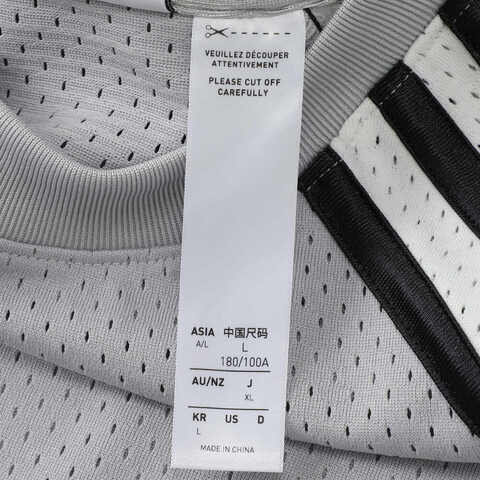 VEUILLEZ DÉCOUPER
ATTENTIVEMENT
PLEASE CUT OFF
CAREFULLY
ASIA 中国尺码
A/L L
180/100A
AU/NZ J
XL
KR US D
L
MADE IN CHINA